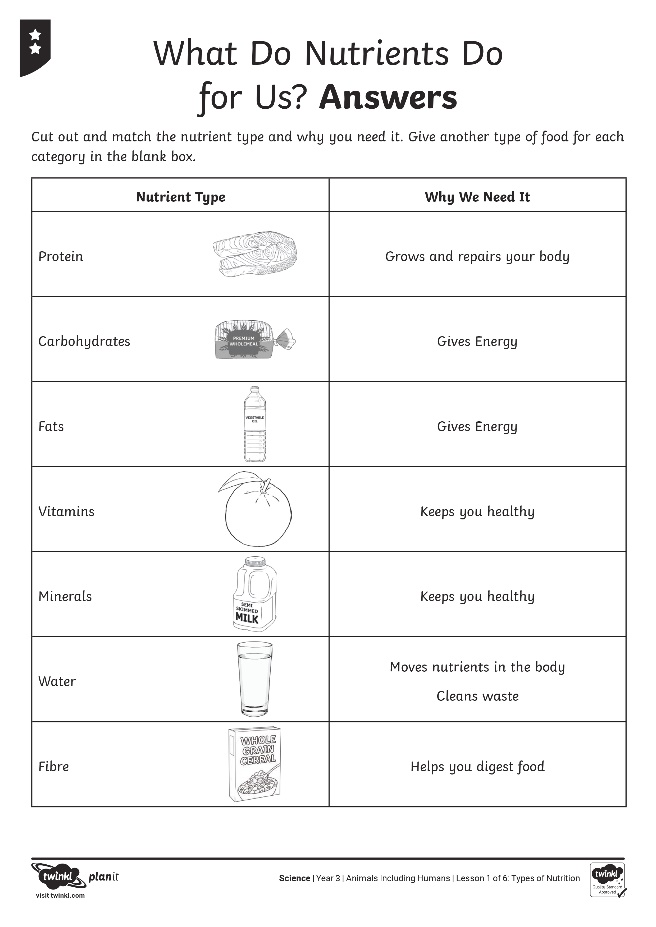 What Do Nutrients Do
for Us? Answers
Cut out and match the nutrient type and why you need it. Give another type of food for each
category in the blank box.
Nutrient Type
Why We Need It
Protein
Grows and repairs your body
Carbohydrates
PREMIUM
WHOLEMEAL
Gives Energy
Fats
VEGETABLE
OIL
Gives Energy
Vitamins
Keeps you healthy
Minerals
SEMI
SKIMMED
MILK
Keeps you healthy
Water
Moves nutrients in the body
Cleans waste
Fibre
WHOLE
GRAIN
CEREAL
Helps you digest food
twinkl planit
visit twinkl.com
Science | Year 3 | Animals Including Humans | Lesson 1 of 6: Types of Nutrition
twinkl
Quality Standard
Approved